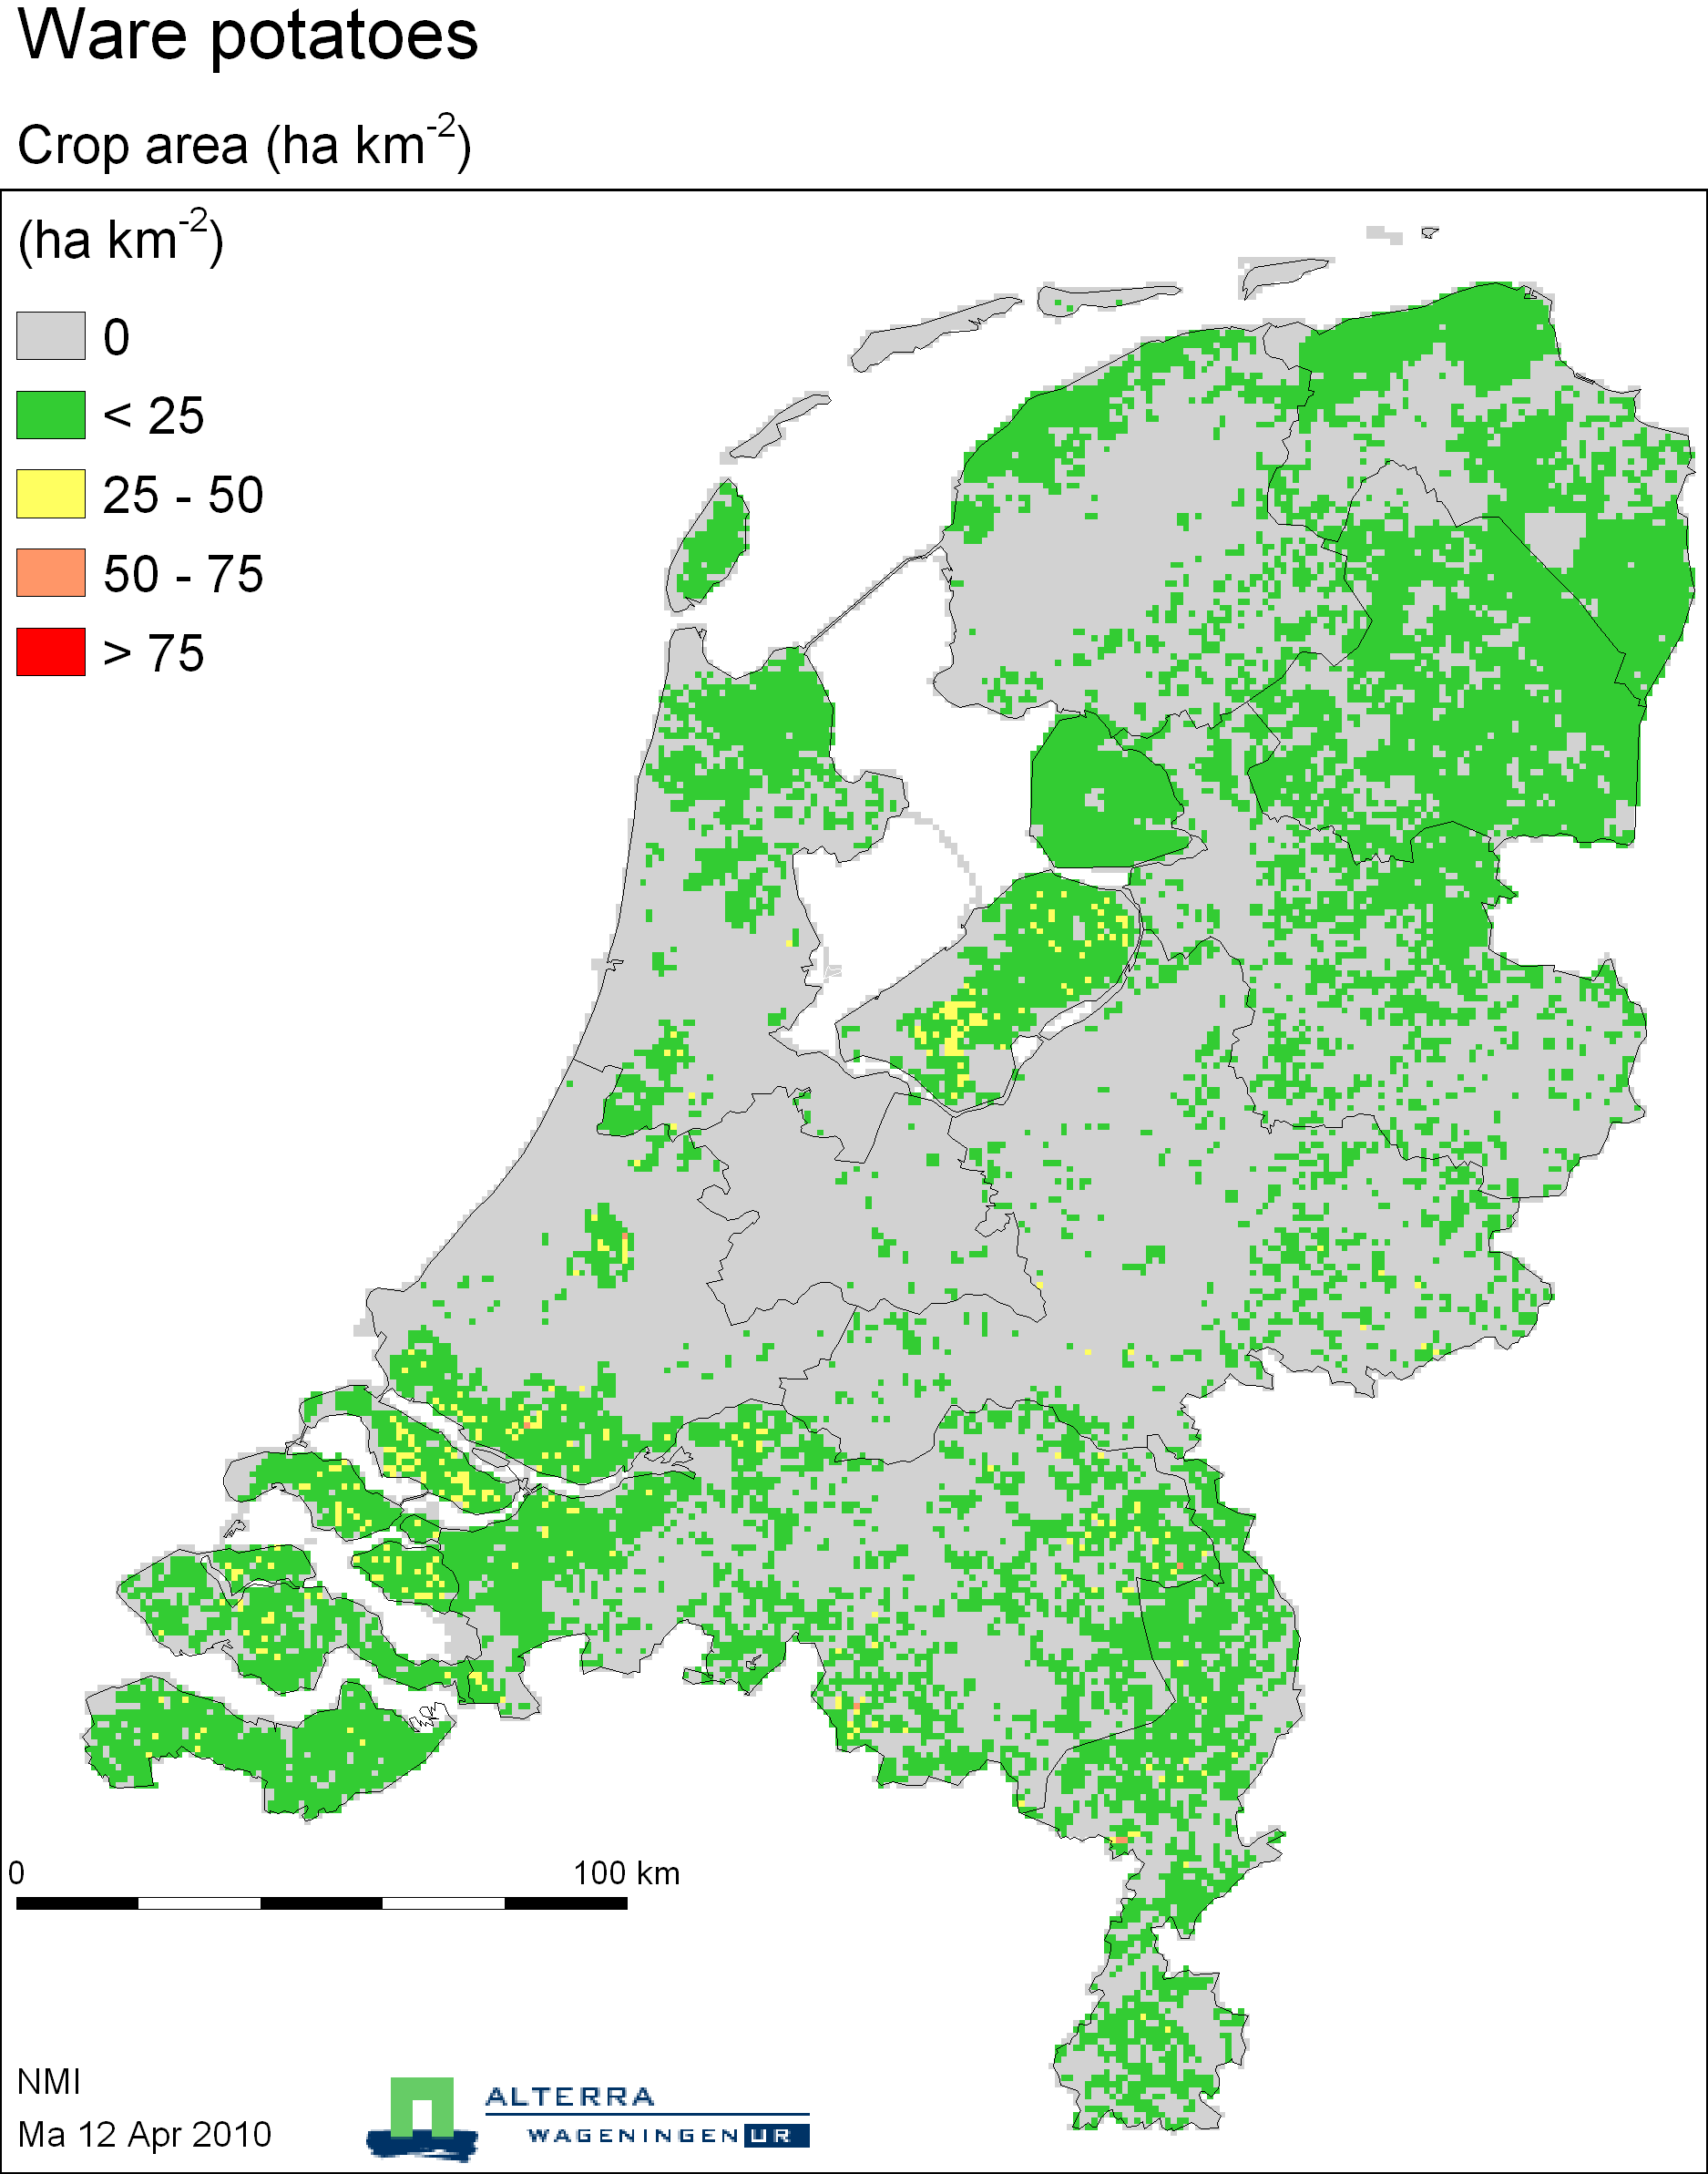 Ware potatoes
Crop area (ha km-2)
(ha km-2)
0
< 25
25 - 50
50 - 75
> 75
0 100 km
NMI
Ma 12 Apr 2010
ALTERRA
WAGENINGEN UR